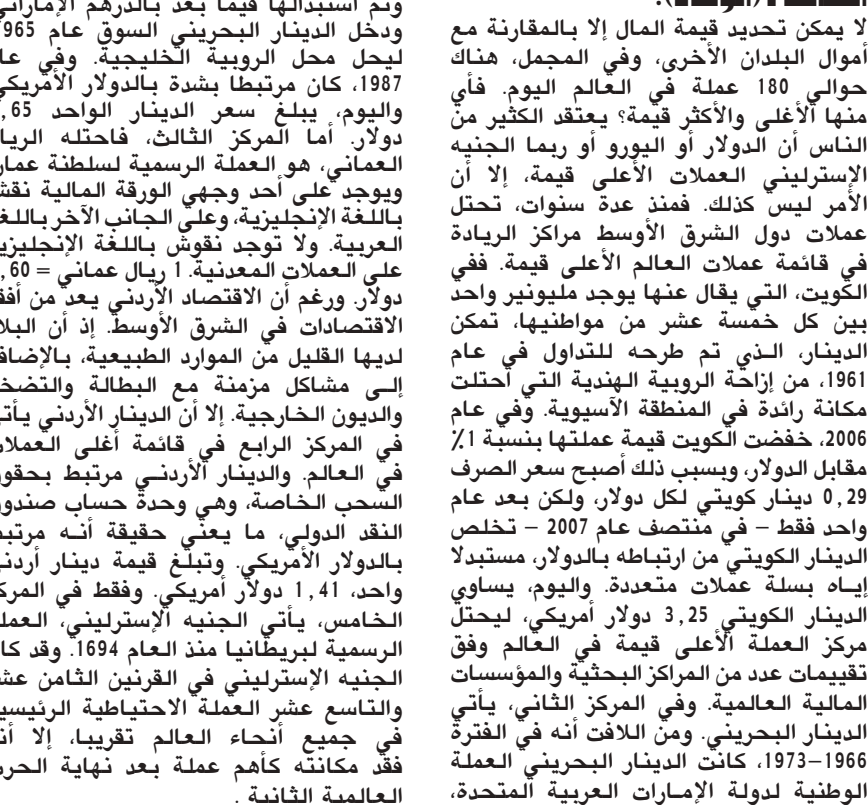 لا يمكن تحديد قيمة المال إلا بالمقارنة مع
أموال البلدان الأخرى، وفي المجمل، هناك
حوالي 180 عملة في العالم اليوم. فأي
منها الأغلى والأكثر قيمة؟ يعتقد الكثير من
الناس أن الدولار أو اليورو أو ربما الجنيه
الإسترليني العملات الأعلى قيمة، إلا أن
الأمر ليس كذلك. فمنذ عدة سنوات، تحتل
عملات دول الشرق الأوسط مراكز الريادة
في قائمة عملات العالم الأعلى قيمة. ففي
الكويت، التي يقال عنها يوجد مليونير واحد
بين كل خمسة عشر من مواطنيها، تمكن
الدينار، الذي تم طرحه للتداول في عام
1961، من إزاحة الروبية الهندية التي احتلت
مكانة رائدة في المنطقة الآسيوية. وفي عام
2006، خفضت الكويت قيمة عملتها بنسبة 1٪
مقابل الدولار، وبسبب ذلك أصبح سعر الصرف
0,29 دينار كويتي لكل دولار، ولكن بعد عام
واحد فقط – في منتصف عام 2007 – تخلص
الدينار الكويتي من ارتباطه بالدولار، مستبدلا
إياه بسلة عملات متعددة. واليوم، يساوي
الدينار الكويتي 3,25 دولار أمريكي، ليحتل
مركز العملة الأعلى قيمة في العالم وفق
تقييمات عدد من المراكز البحثية والمؤسسات
المالية العالمية. وفي المركز الثاني، يأتي
الدينار البحريني. ومن اللافت أنه في الفترة
1966–1973، كانت الدينار البحريني العملة
الوطنية لدولة الإمارات العربية المتحدة،
وتم استبدالها فيما بعد بالدرهم الإماراتي
ودخل الدينار البحريني السوق عام 965
ليحل محل الروبية الخليجية. وفي عا
1987، كان مرتبطا بشدة بالدولار الأمريكي
واليوم، يبلغ سعر الدينار الواحد 65,
دولار. أما المركز الثالث، فاحتله الريا
العماني، هو العملة الرسمية لسلطنة عما
ويوجد على أحد وجهي الورقة المالية نقش
باللغة الإنجليزية، وعلى الجانب الآخر باللغ
العربية. ولا توجد نقوش باللغة الإنجليزي
على العملات المعدنية. 1 ريال عماني = 60,
دولار. ورغم أن الاقتصاد الأردني يعد من أفق
الاقتصادات في الشرق الأوسط. إذ أن البلا
لديها القليل من الموارد الطبيعية، بالإضاف
إلى مشاكل مزمنة مع البطالة والتضخ
والديون الخارجية. إلا أن الدينار الأردني يأتي
في المركز الرابع في قائمة أغلى العملا
في العالم. والدينار الأردني مرتبط بحقو
السحب الخاصة، وهي وحدة حساب صندو
النقد الدولي، ما يعني حقيقة أنه مرتب
بالدولار الأمريكي. وتبلغ قيمة دينار أردني
واحد، 1,41 دولار أمريكي. وفقط في المرك
الخامس، يأتي الجنيه الإسترليني، العمل
الرسمية لبريطانيا منذ العام 1694. وقد كا
الجنيه الإسترليني في القرنين الثامن عش
والتاسع عشر العملة الاحتياطية الرئيسي
في جميع أنحاء العالم تقريبا، إلا أن
فقد مكانته كأهم عملة بعد نهاية الحر
العالمية الثانية .